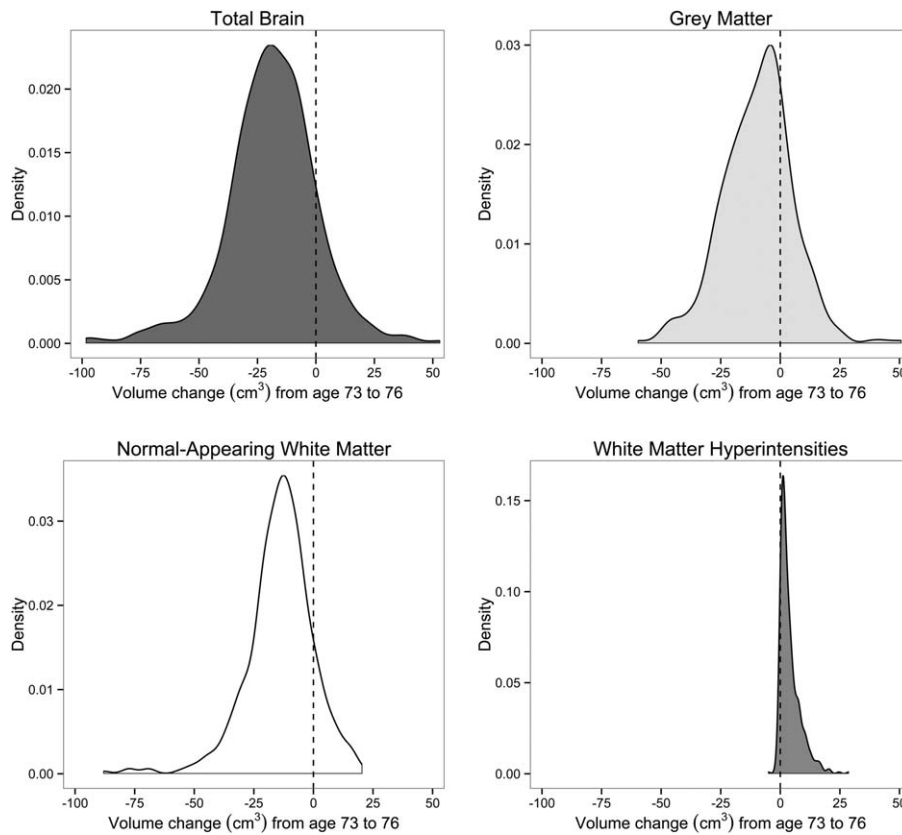 Total Brain
Density
0.020
0.015
0.010
0.005
0.000
-100 -75 -50 -25 0 25 50
Volume change (cm³) from age 73 to 76
Grey Matter
Density
0.03
0.02
0.01
0.00
-100 -75 -50 -25 0 25 50
Volume change (cm³) from age 73 to 76
Normal-Appearing White Matter
Density
0.03
0.02
0.01
0.00
-100 -75 -50 -25 0 25 50
Volume change (cm³) from age 73 to 76
White Matter Hyperintensities
Density
0.15
0.10
0.05
0.00
-100 -75 -50 -25 0 25 50
Volume change (cm³) from age 73 to 76